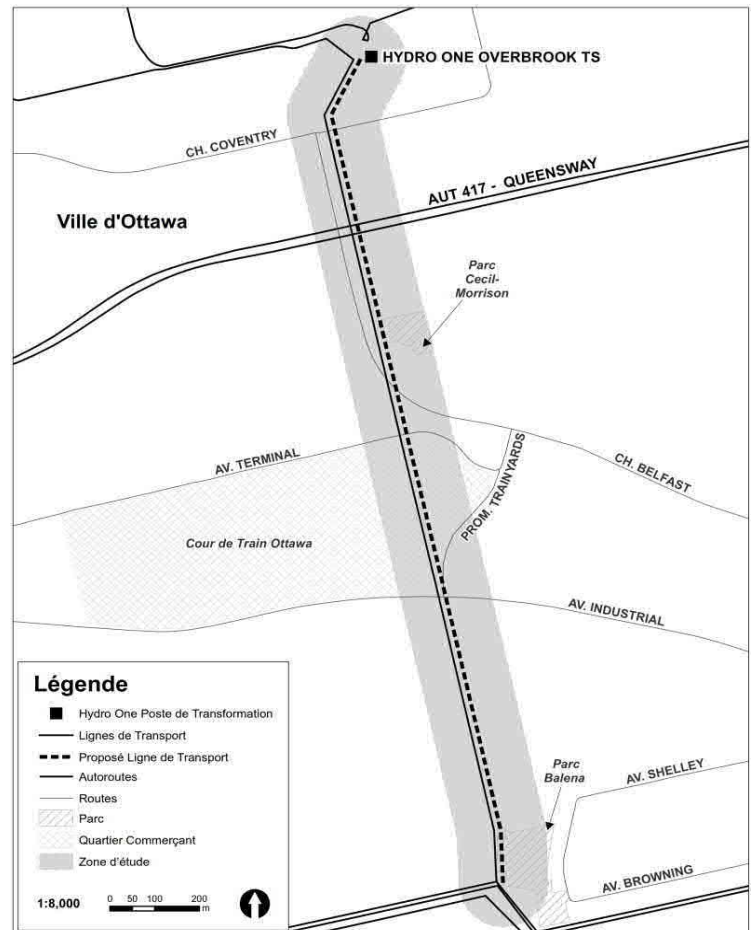 HYDRO ONE OVERBROOK TS
CH. COVENTRY
AUT 417 - QUEENSWAY
Ville d'Ottawa
Parc
Cecil-
Morrison
AV. TERMINAL
PROM. TRAINYARDS
CH. BELFAST
Cour de Train Ottawa
AV. INDUSTRIAL
Légende
Hydro One Poste de Transformation
Lignes de Transport
Proposé Ligne de Transport
Autoroutes
Routes
Parc
Quartier Commerçant
Zone d'étude
1:8,000
0 50 100 200
m
Parc
Balena
AV. SHELLEY
AV. BROWNING